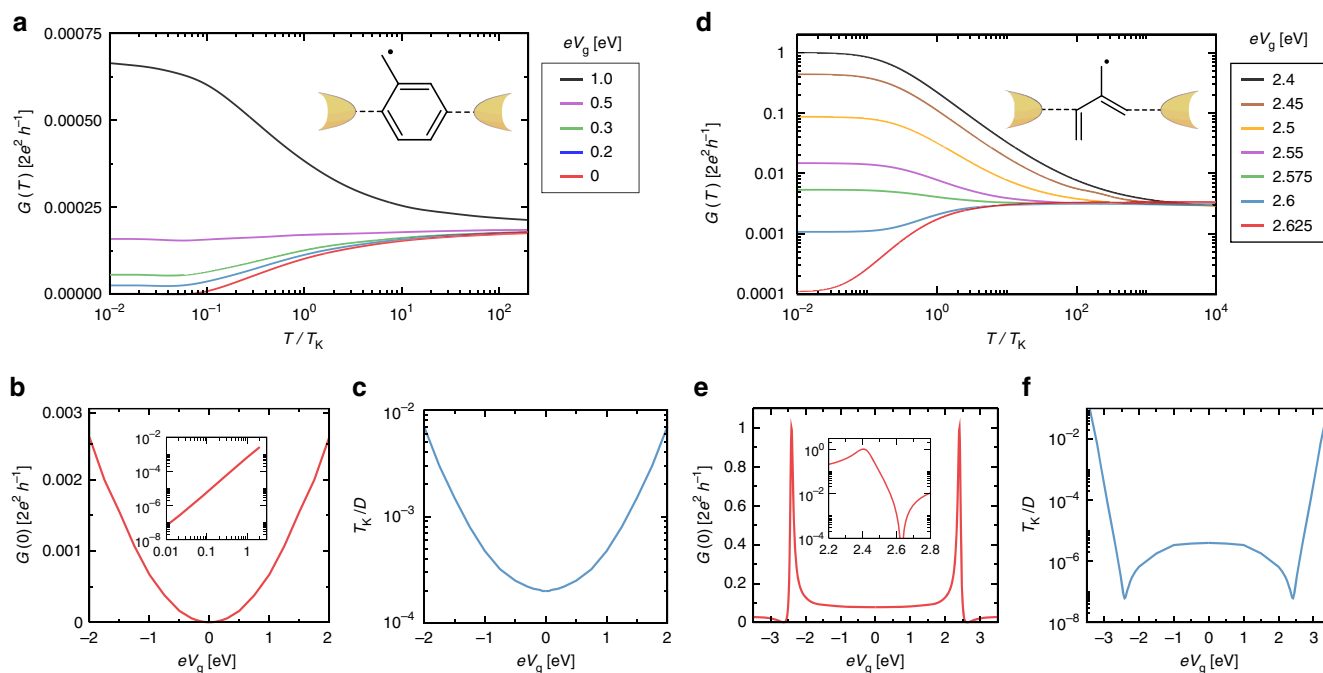 a
G (T) [2e² h⁻¹]
0.00075
0.00050
0.00025
0.00000
10⁻² 10⁻¹ 10⁰ 10¹ 10²
T / T_K
eV_g [eV]
1.0
0.5
0.3
0.2
0
d
G (T) [2e² h⁻¹]
1
0.1
0.01
0.001
0.0001
10⁻² 10⁰ 10² 10⁴
T / T_K
eV_g [eV]
2.4
2.45
2.5
2.55
2.575
2.6
2.625
b
G (0) [2e² h⁻¹]
0.003
0.002
0.001
0
−2 −1 0 1 2
eV_g [eV]
10⁻²
10⁻⁴
10⁻⁶
10⁻⁸
0.01 0.1 1
c
T_K / D
10⁻²
10⁻³
10⁻⁴
−2 −1 0 1 2
eV_g [eV]
e
G (0) [2e² h⁻¹]
1
0.8
0.6
0.4
0.2
0
−3 −2 −1 0 1 2 3
eV_g [eV]
10⁰
10⁻²
10⁻⁴
2.2 2.4 2.6 2.8
f
T_K / D
10⁻²
10⁻⁴
10⁻⁶
10⁻⁸
−3 −2 −1 0 1 2 3
eV_g [eV]